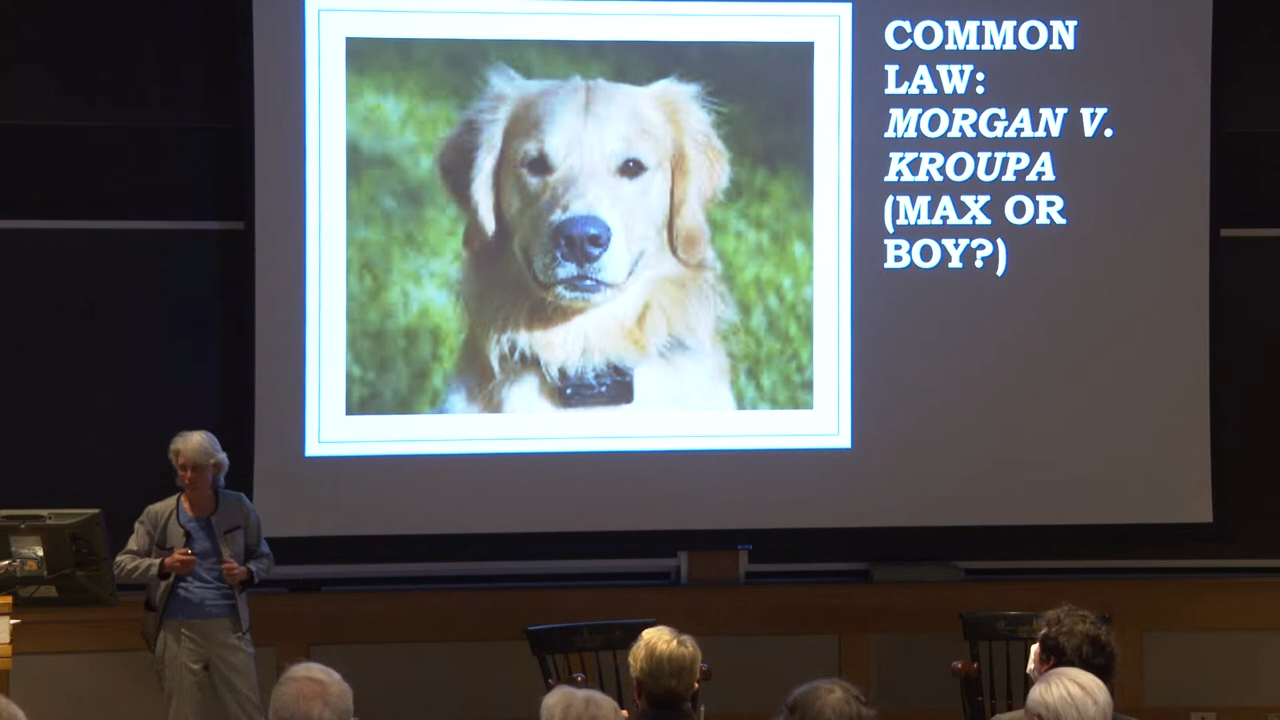 COMMON
LAW:
MORGAN V.
KROUPA
(MAX OR
BOY?)